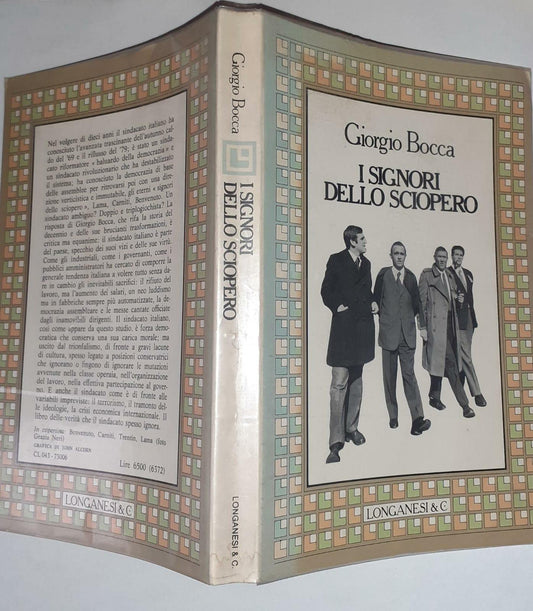 Nel volgere di dieci anni il sindacato italiano ha
conosciuto l'avanzata trascinante dell'autunno cal-
do del '69 e il riflusso del '79; è stato un sinda-
cato riformatore « baluardo della democrazia » e
un sindacato rivoluzionario che ha destabilizzato
il sistema; ha conosciuto la democrazia di base
delle assemblee per ritrovarsi poi con una dire-
zione verticistica e immutabile, gli eterni « signori
dello sciopero », Lama, Carniti, Benvenuto. Un
sindacato ambiguo? Doppio e triplogiochista? La
risposta di Giorgio Bocca, che rifà la storia del
decennio e delle sue brucianti trasformazioni, è
critica ma equanime: il sindacato italiano è parte
del paese, specchio dei suoi vizi e delle sue virtù.
Come gli industriali, come i governanti, come i
pubblici amministratori ha cercato di comporre la
generale tendenza italiana a volere tutto senza da-
re in cambio gli inevitabili sacrifici: il rifiuto del
lavoro, ma l'aumento dei salari, un neo luddismo
ma in fabbriche sempre più automatizzate, la de-
mocrazia assembleare e le messe cantate officiate
dagli inamovibili dirigenti. Il sindacato italiano,
così come appare da questo studio, è forza demo-
cratica che conserva una sua carica morale; ma
uscito dal trionfalismo, di fronte a gravi lacune
di cultura, spesso legato a posizioni conservatrici
che ignorano o fingono di ignorare le mutazioni
avvenute nella classe operaia, nell'organizzazione
del lavoro, nella effettiva partecipazione al gover-
no. E anche il sindacato come è di fronte alle
variabili impreviste: il terrorismo, il tramonto del-
le ideologie, la crisi economica internazionale. Il
libro delle verità che il sindacato spesso ignora.
In copertina: Benvenuto, Carniti, Trentin, Lama (foto
Grazia Neri)
GRAFICA DI JOHN ALCORN
CL 041 - 73006
Lire 6500 (6372)
LONGANESI & C.
Giorgio Bocca
I SIGNORI
DELLO SCIOPERO
LONGANESI & C.
Giorgio Bocca
I SIGNORI
DELLO SCIOPERO
LONGANESI & C.